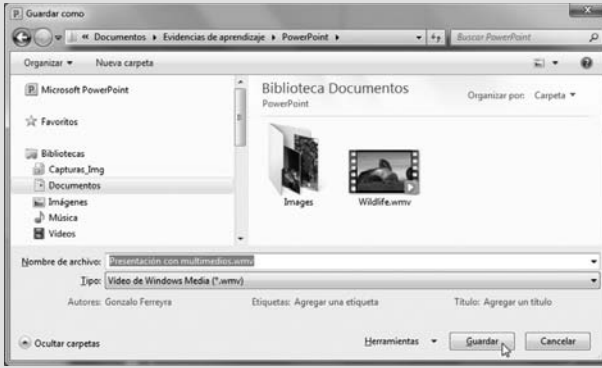 Guardar como
« Documentos ▸ Evidencias de aprendizaje ▸ PowerPoint ▸
Buscar PowerPoint
Organizar
Nueva carpeta
Microsoft PowerPoint
Favoritos
Bibliotecas
Capturas_Img
Documentos
Imágenes
Música
Vídeos
Biblioteca Documentos
PowerPoint
Organizar por: Carpeta
Images
Wildlife.wmv
Nombre de archivo: Presentación con multimedios.wmv
Tipo: Vídeo de Windows Media (*.wmv)
Autores: Gonzalo Ferreyra Etiquetas: Agregar una etiqueta Título: Agregar un título
Ocultar carpetas Herramientas Guardar Cancelar